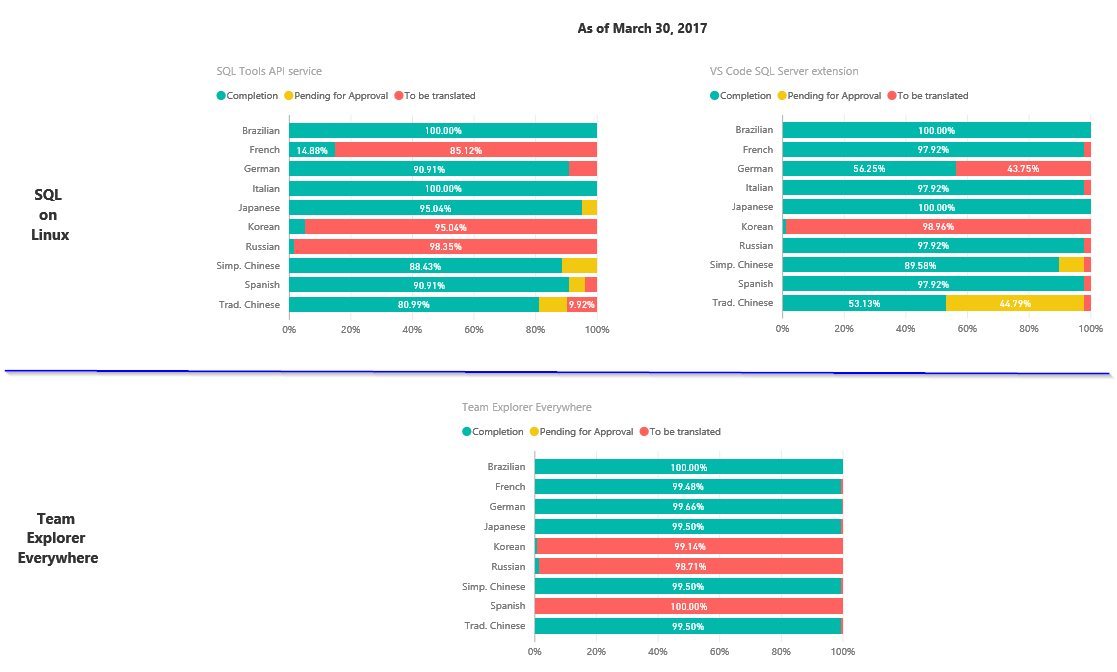 As of March 30, 2017
SQL
on
Linux
SQL Tools API service
Completion Pending for Approval To be translated
Brazilian 100.00%
French 14.88% 85.12%
German 90.91%
Italian 100.00%
Japanese 95.04%
Korean 95.04%
Russian 98.35%
Simp. Chinese 88.43%
Spanish 90.91%
Trad. Chinese 80.99% 9.92%
0% 20% 40% 60% 80% 100%
VS Code SQL Server extension
Completion Pending for Approval To be translated
Brazilian 100.00%
French 97.92%
German 56.25% 43.75%
Italian 97.92%
Japanese 100.00%
Korean 98.96%
Russian 97.92%
Simp. Chinese 89.58%
Spanish 97.92%
Trad. Chinese 53.13% 44.79%
0% 20% 40% 60% 80% 100%
Team
Explorer
Everywhere
Team Explorer Everywhere
Completion Pending for Approval To be translated
Brazilian 100.00%
French 99.48%
German 99.66%
Japanese 99.50%
Korean 99.14%
Russian 98.71%
Simp. Chinese 99.50%
Spanish 100.00%
Trad. Chinese 99.50%
0% 20% 40% 60% 80% 100%